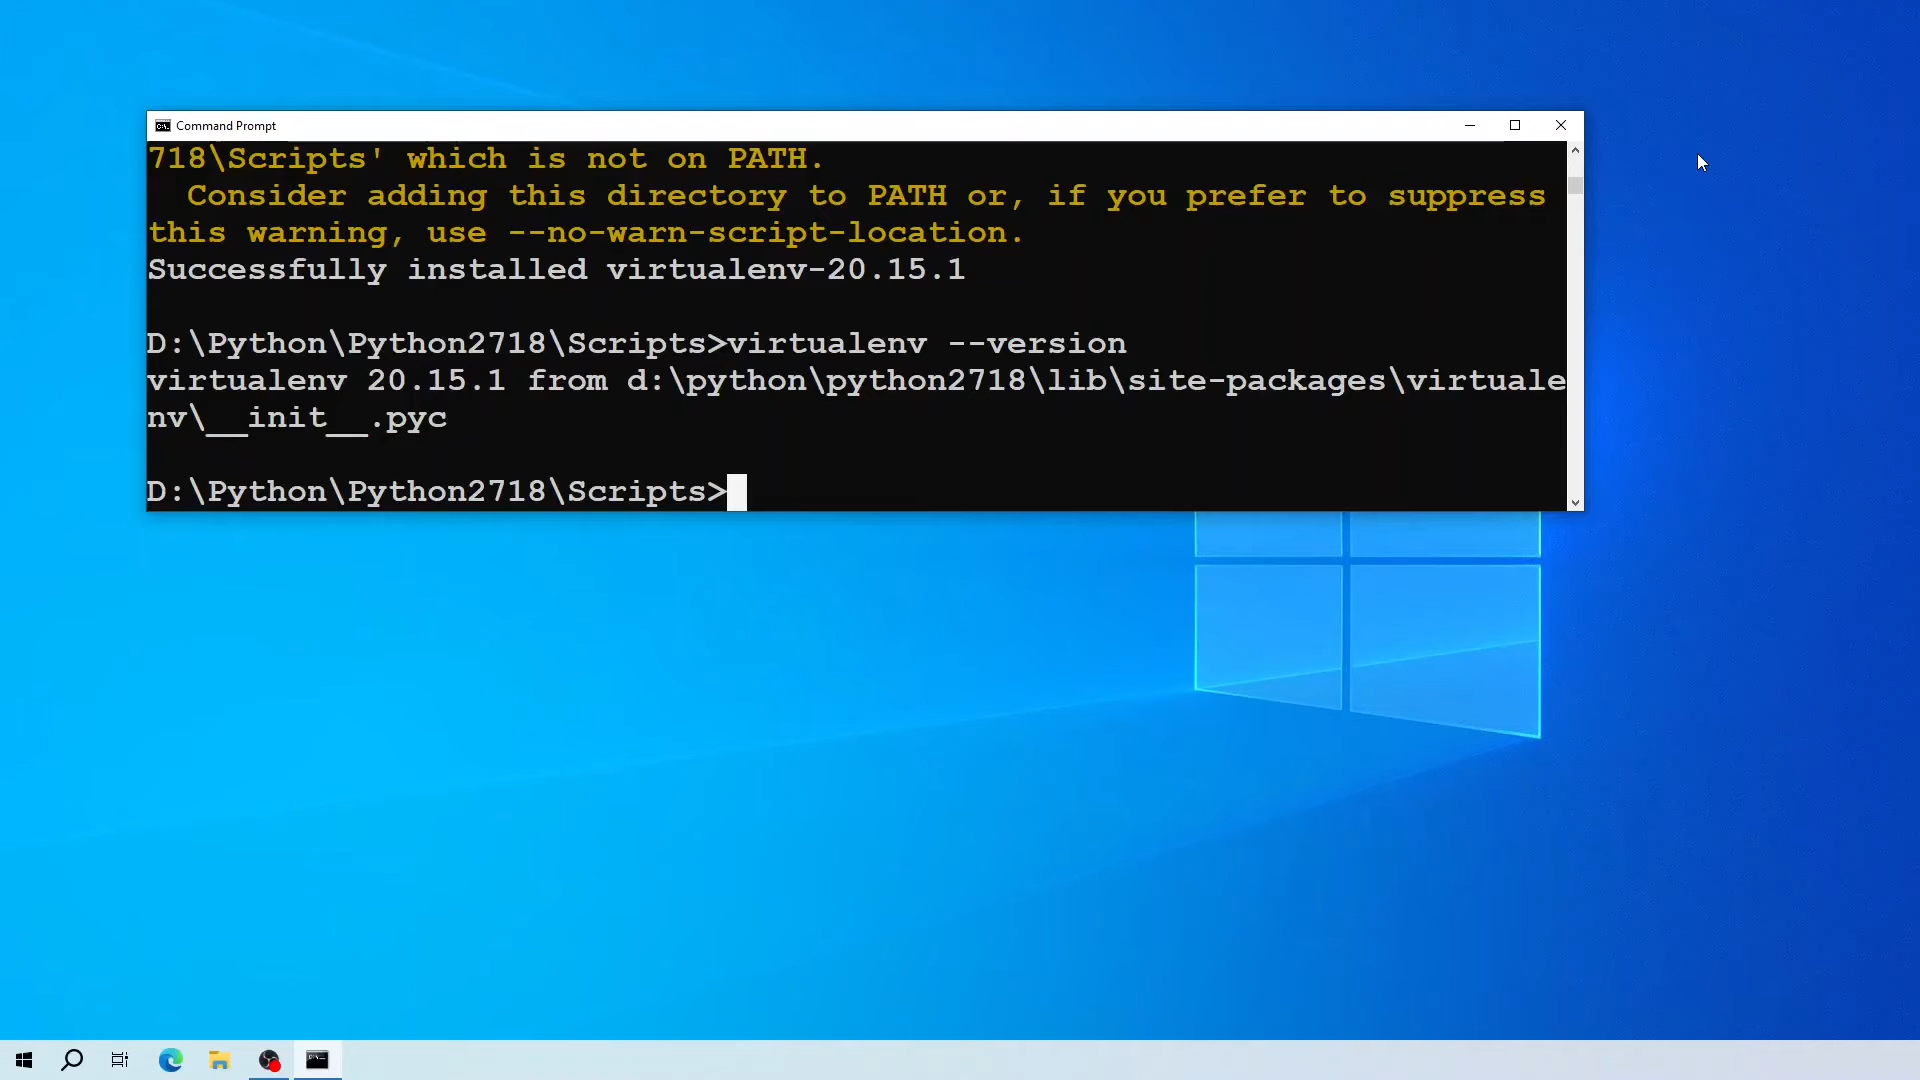 Command Prompt
718\Scripts' which is not on PATH.
  Consider adding this directory to PATH or, if you prefer to suppress
this warning, use --no-warn-script-location.
Successfully installed virtualenv-20.15.1
D:\Python\Python2718\Scripts>virtualenv --version
virtualenv 20.15.1 from d:\python\python2718\lib\site-packages\virtuale
nv\__init__.pyc
D:\Python\Python2718\Scripts>